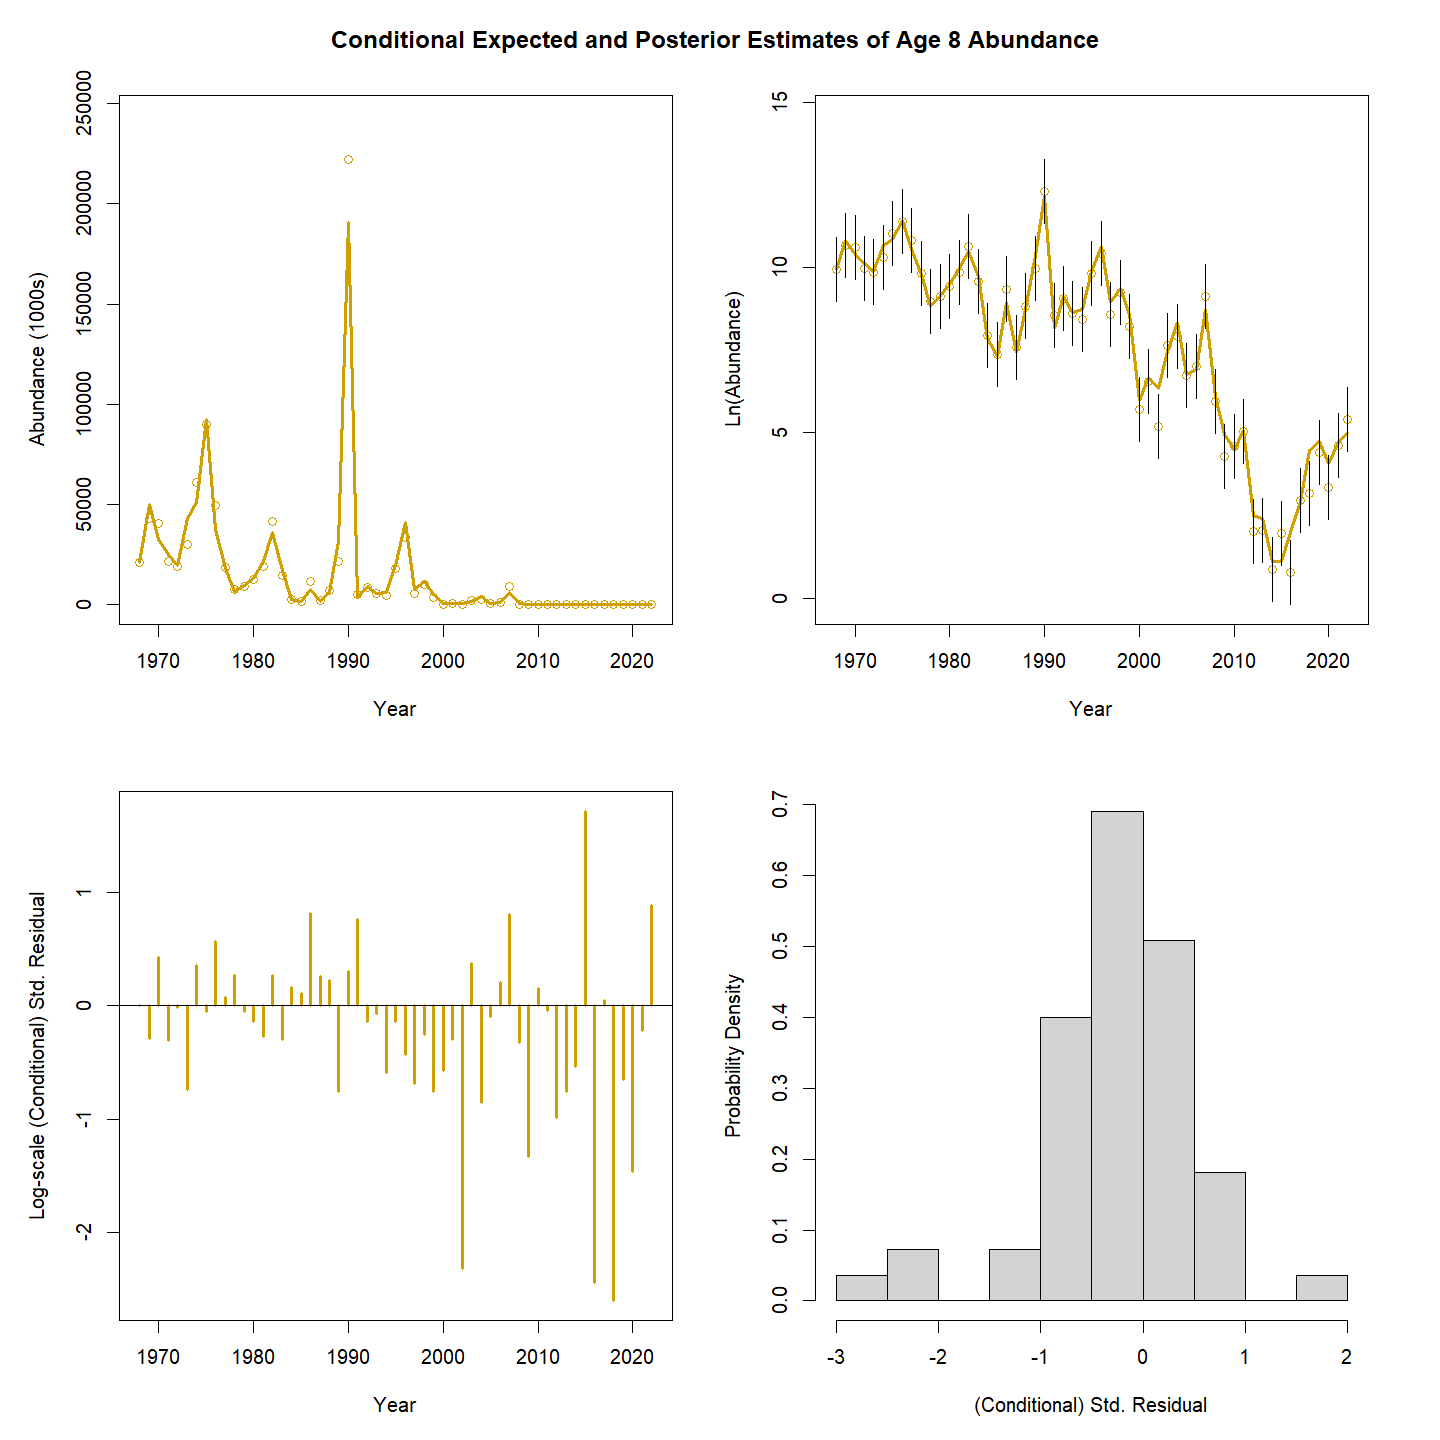 Conditional Expected and Posterior Estimates of Age 8 Abundance
Abundance (1000s)
0
50000
100000
150000
200000
250000
1970 1980 1990 2000 2010 2020
Year
Ln(Abundance)
0
5
10
15
1970 1980 1990 2000 2010 2020
Year
Log-scale (Conditional) Std. Residual
-2
-1
0
1
1970 1980 1990 2000 2010 2020
Year
Probability Density
0.0
0.1
0.2
0.3
0.4
0.5
0.6
0.7
-3 -2 -1 0 1 2
(Conditional) Std. Residual